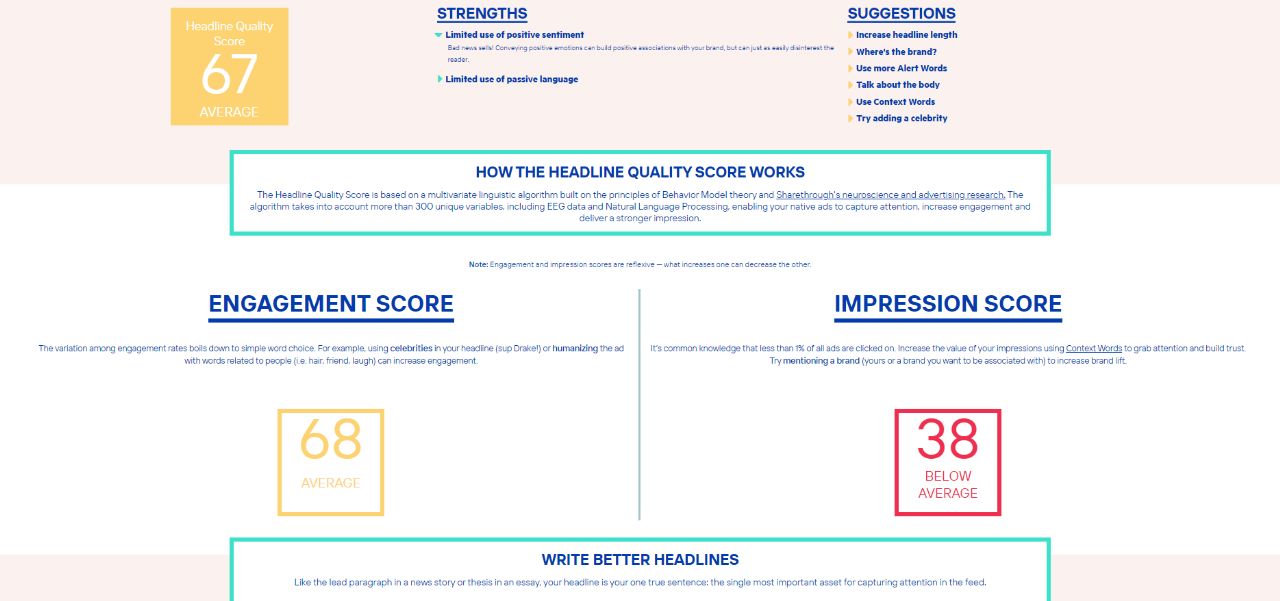 Headline Quality
Score
67
AVERAGE
STRENGTHS
Limited use of positive sentiment
Bad news sells! Conveying positive emotions can build positive associations with your brand, but can just as easily disinterest the
reader.
Limited use of passive language
SUGGESTIONS
Increase headline length
Where's the brand?
Use more Alert Words
Talk about the body
Use Context Words
Try adding a celebrity
HOW THE HEADLINE QUALITY SCORE WORKS
The Headline Quality Score is based on a multivariate linguistic algorithm built on the principles of Behavior Model theory and Sharethrough's neuroscience and advertising research. The
algorithm takes into account more than 300 unique variables, including EEG data and Natural Language Processing, enabling your native ads to capture attention, increase engagement and
deliver a stronger impression.
Note: Engagement and impression scores are reflexive — what increases one can decrease the other.
ENGAGEMENT SCORE
The variation among engagement rates boils down to simple word choice. For example, using celebrities in your headline (sup Drake!) or humanizing the ad
with words related to people (i.e. hair, friend, laugh) can increase engagement.
68
AVERAGE
IMPRESSION SCORE
It's common knowledge that less than 1% of all ads are clicked on. Increase the value of your impressions using Context Words to grab attention and build trust.
Try mentioning a brand (yours or a brand you want to be associated with) to increase brand lift.
38
BELOW
AVERAGE
WRITE BETTER HEADLINES
Like the lead paragraph in a news story or thesis in an essay, your headline is your one true sentence: the single most important asset for capturing attention in the feed.